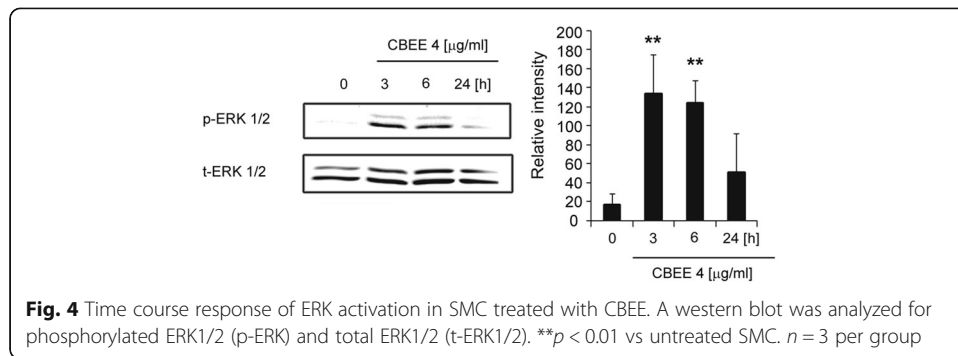 CBEE 4 [μg/ml]
0 3 6 24 [h]
p-ERK 1/2
t-ERK 1/2
Relative intensity
200
180
160
140
120
100
80
60
40
20
0
** **
0 3 6 24 [h]
CBEE 4 [μg/ml]
Fig. 4 Time course response of ERK activation in SMC treated with CBEE. A western blot was analyzed for
phosphorylated ERK1/2 (p-ERK) and total ERK1/2 (t-ERK1/2). **p < 0.01 vs untreated SMC. n = 3 per group